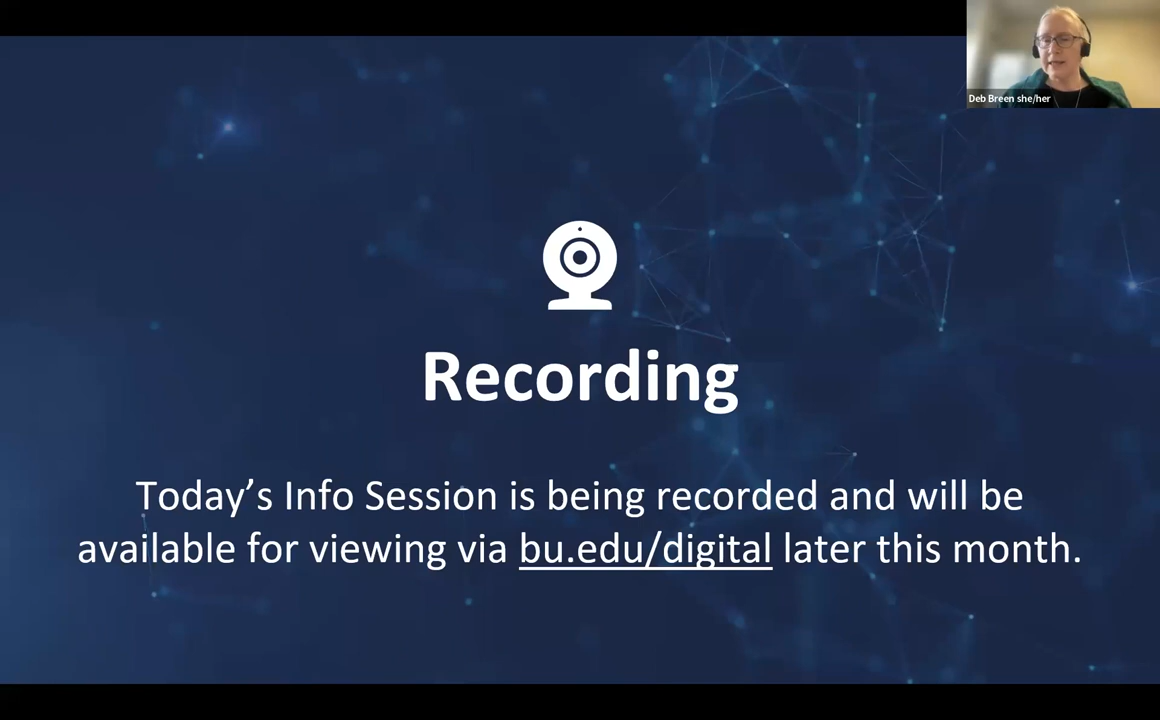 Deb Breen she/her
Recording
Today’s Info Session is being recorded and will be
available for viewing via bu.edu/digital later this month.